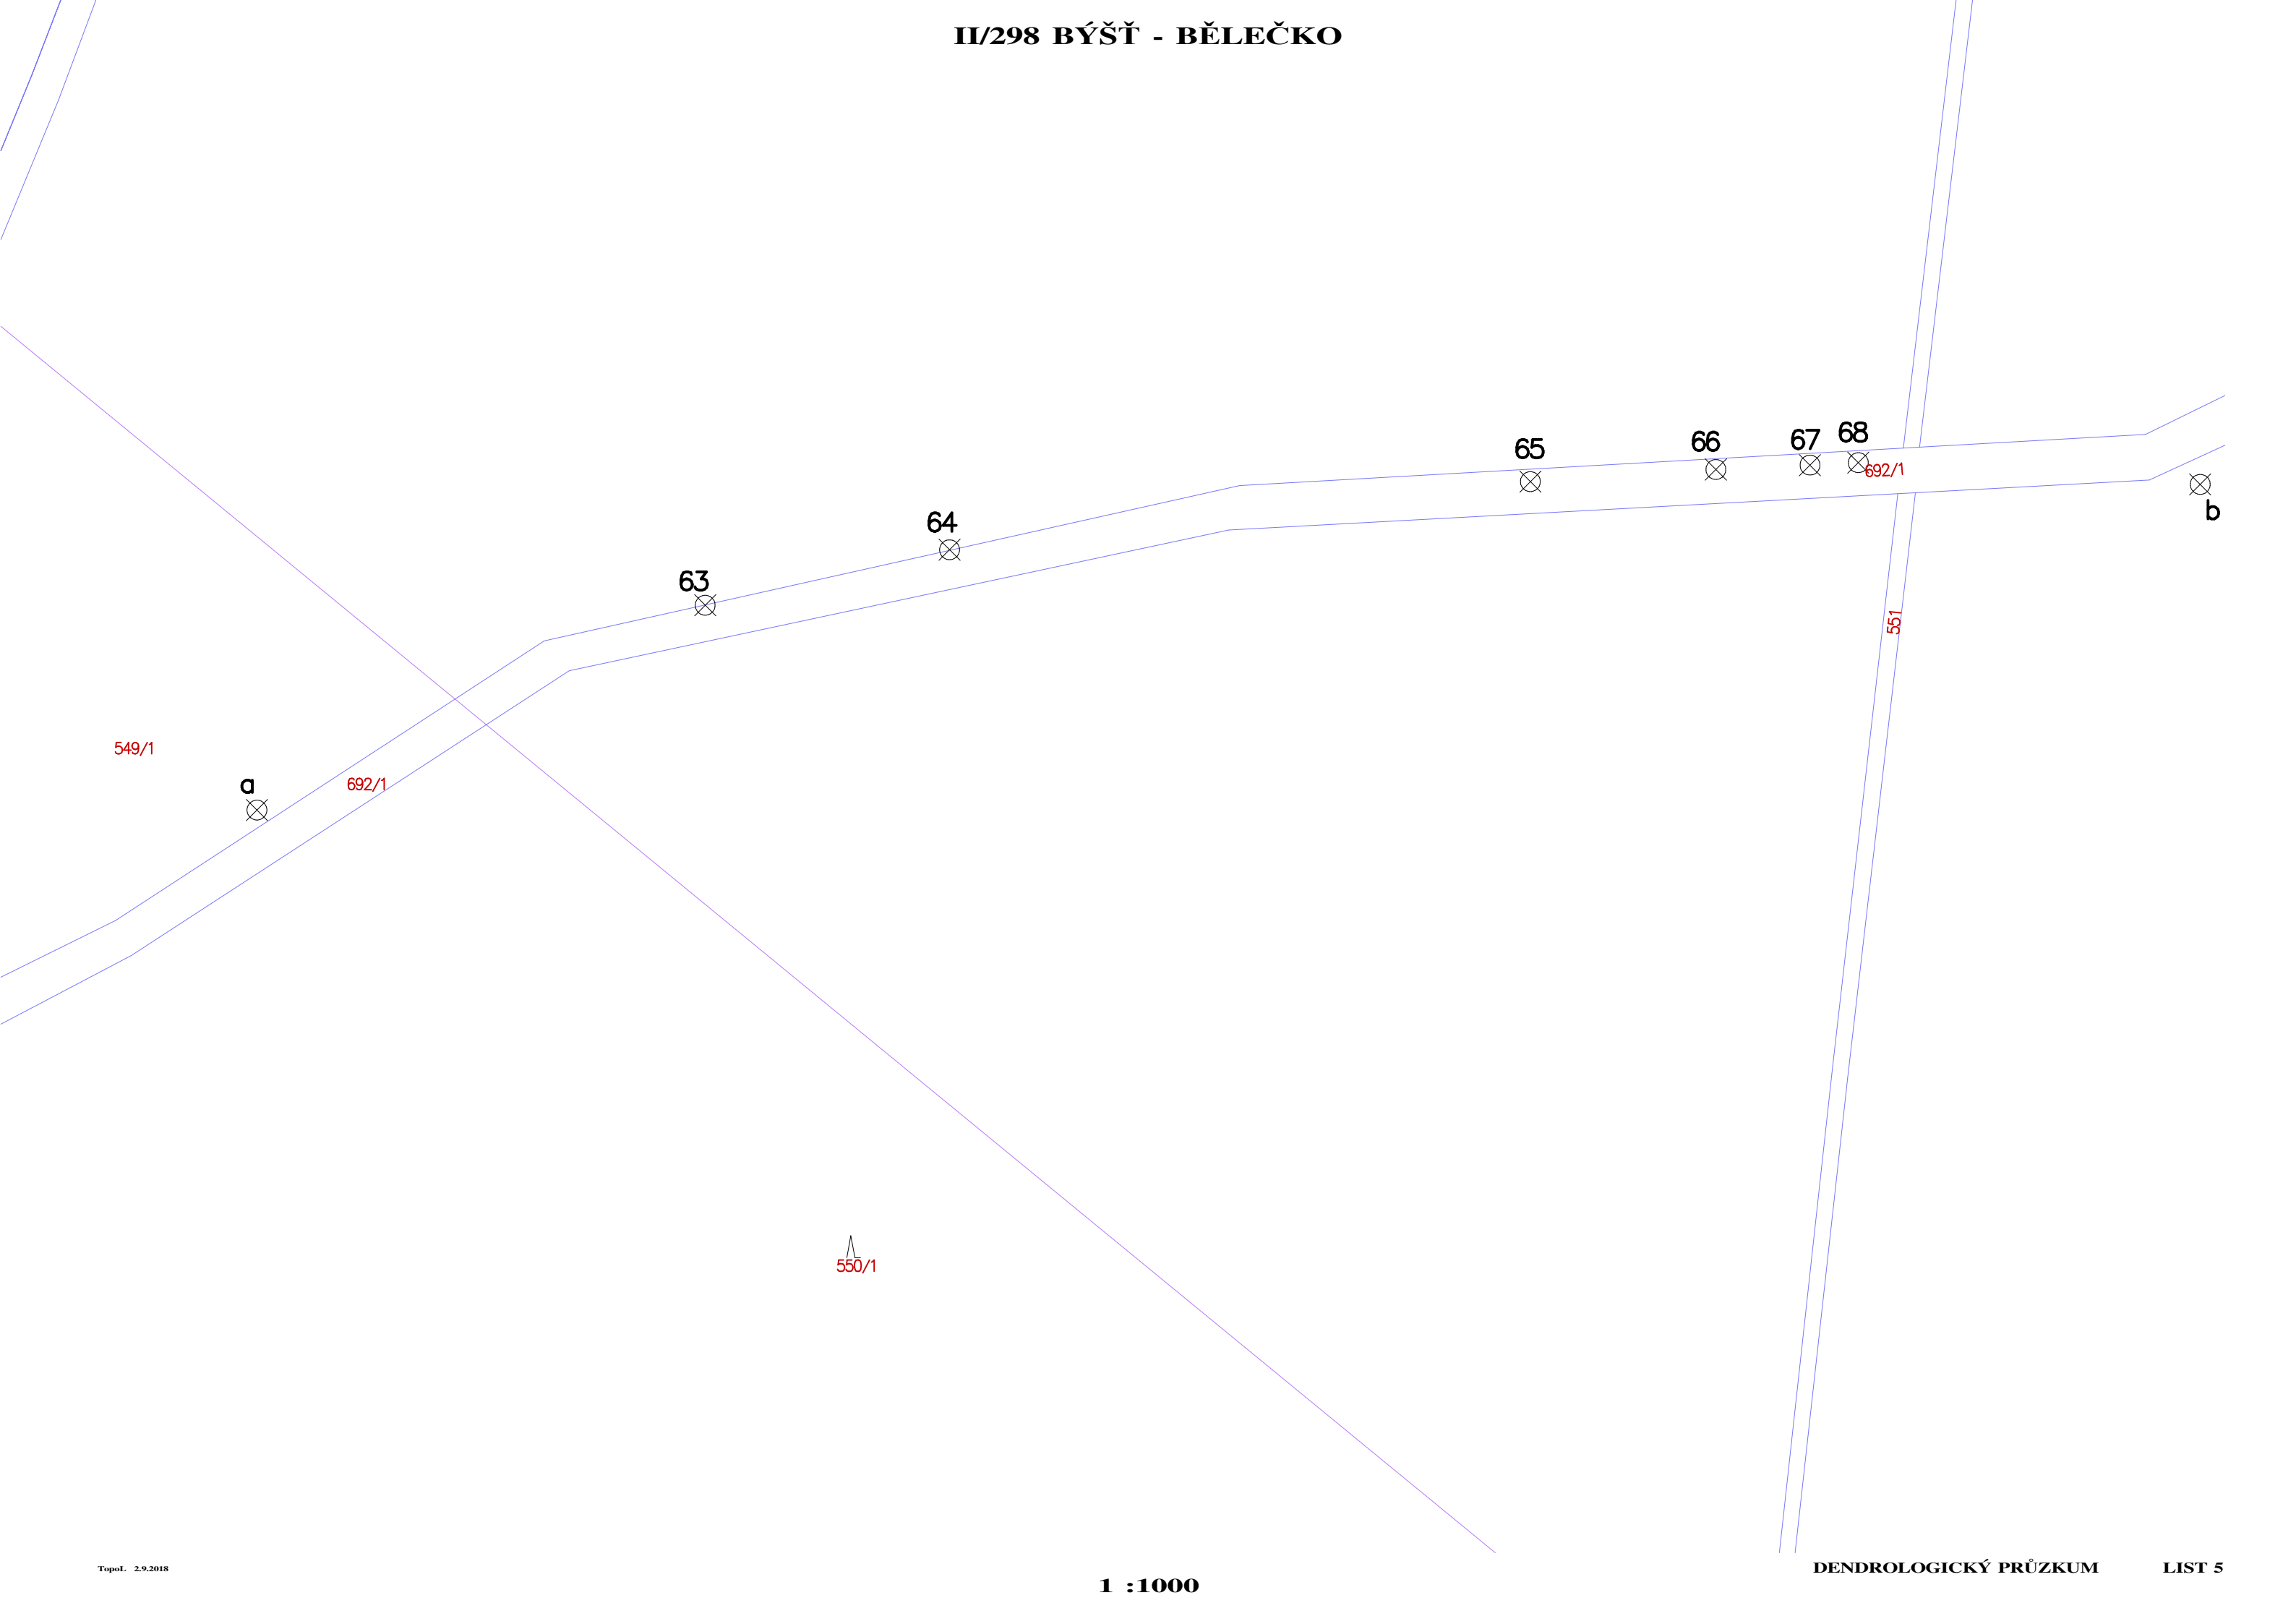 II/298 BÝŠŤ - BĚLEČKO
68
67
66
65
692/1
b
64
63
551
549/1
a
692/1
550/1
TopoL 2.9.2018
DENDROLOGICKÝ PRŮZKUM LIST 5
1 :1000